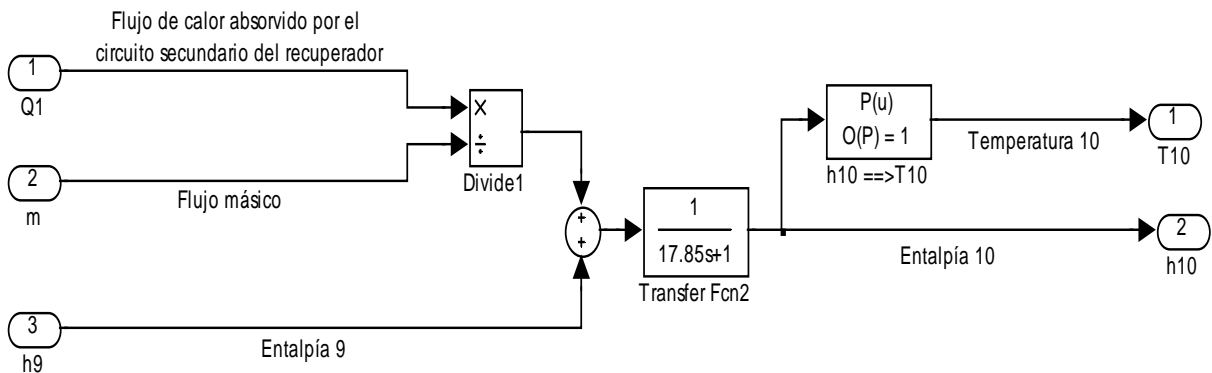 Flujo de calor absorvido por el
circuito secundario del recuperador
1
Q1
×
÷
Divide1
2
m
Flujo másico
3
h9
Entalpía 9
+
+
1
17.85s+1
Transfer Fcn2
P(u)
O(P) = 1
h10 ==>T10
Temperatura 10
1
T10
Entalpía 10
2
h10